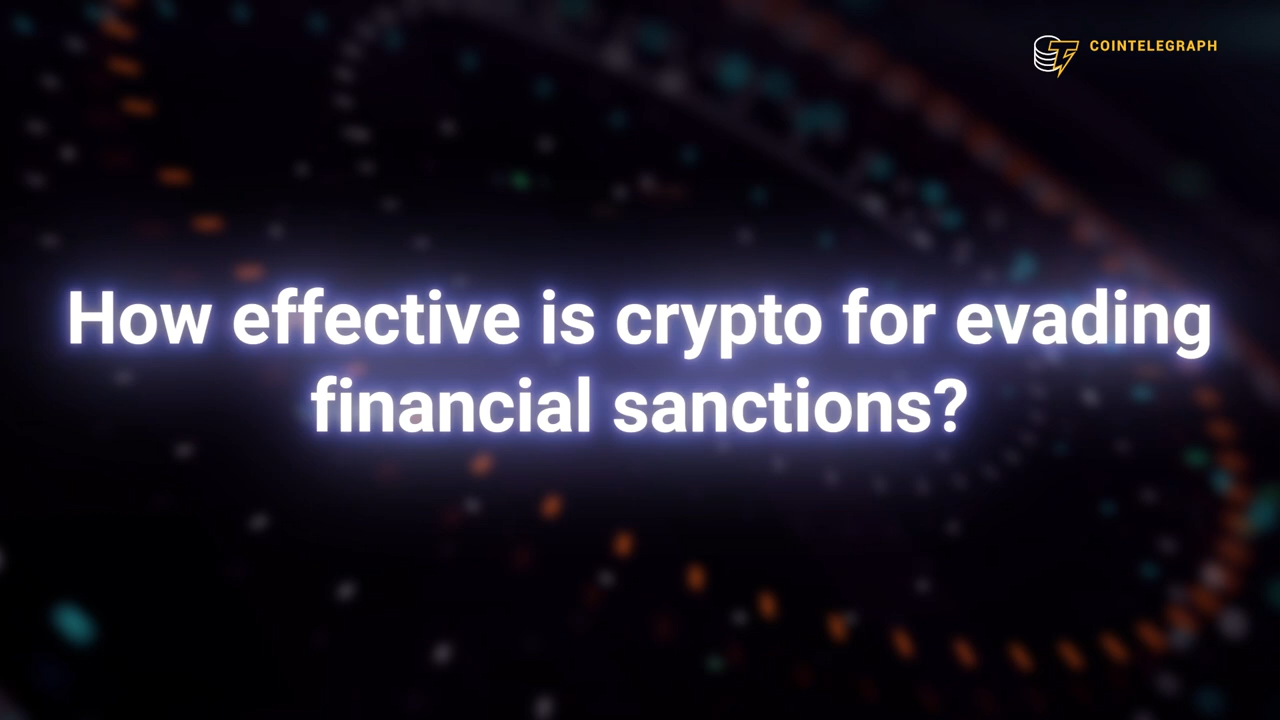 COINTELEGRAPH
How effective is crypto for evading
financial sanctions?